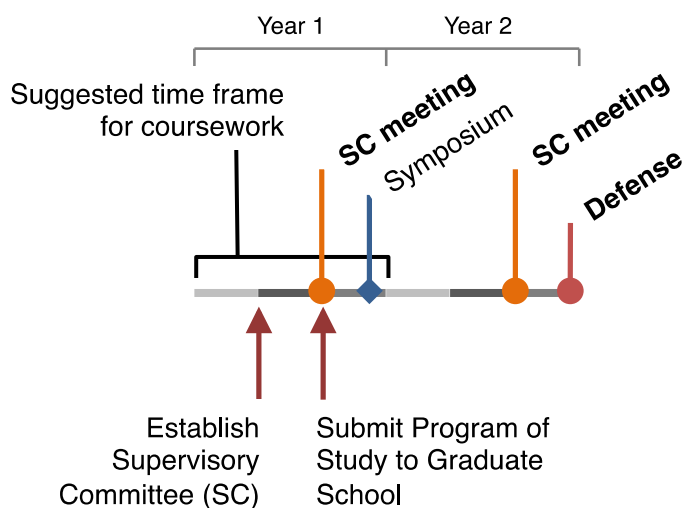 Year 1
Year 2
Suggested time frame
for coursework
SC meeting
Symposium
SC meeting
Defense
Establish
Supervisory
Committee (SC)
Submit Program of
Study to Graduate
School